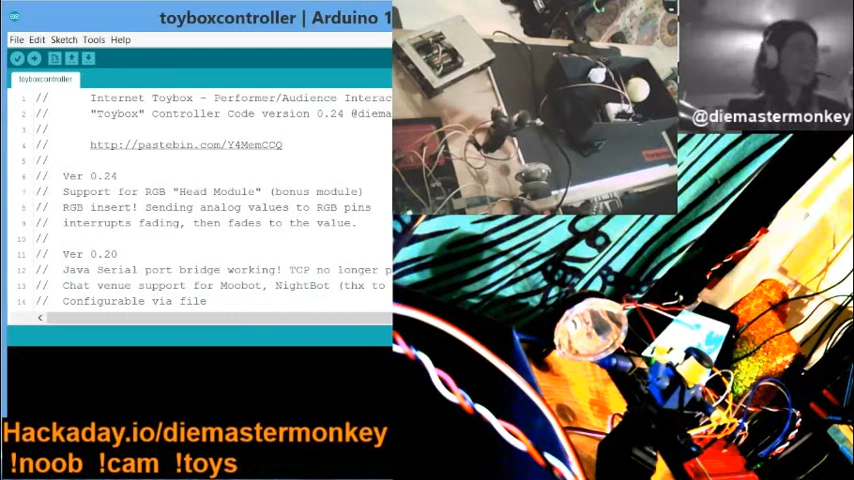 toyboxcontroller | Arduino 1
File Edit Sketch Tools Help
toyboxcontroller
1 // Internet Toybox - Performer/Audience Interac
2 // "Toybox" Controller Code version 0.24 @diema
3 //
4 // http://pastebin.com/Y4MemCCQ
5 //
6 // Ver 0.24
7 // Support for RGB "Head Module" (bonus module)
8 // RGB insert! Sending analog values to RGB pins
9 // interrupts fading, then fades to the value.
10 //
11 // Ver 0.20
12 // Java Serial port bridge working! TCP no longer p
13 // Chat venue support for Moobot, NightBot (thx to
14 // Configurable via file
@diemastermonkey
Hackaday.io/diemastermonkey
!noob !cam !toys